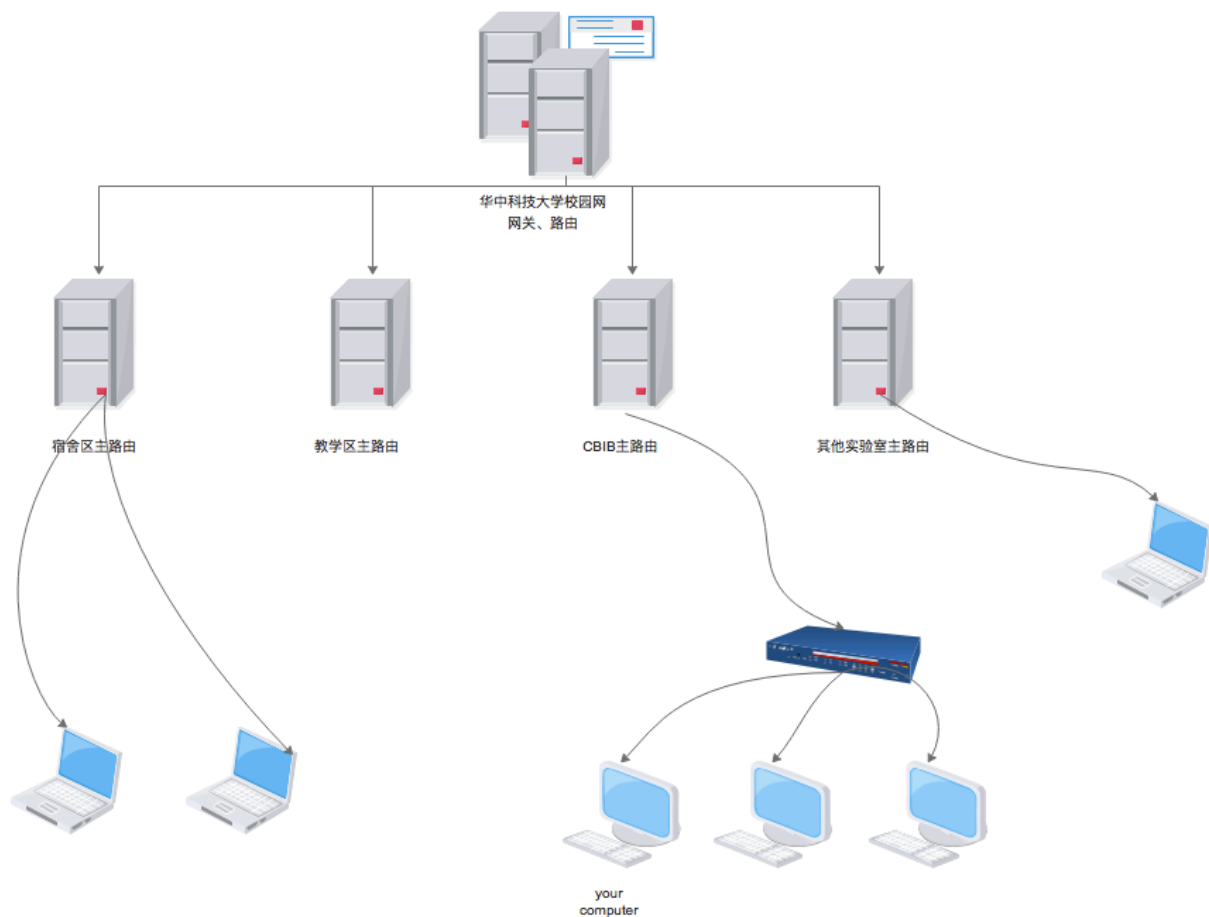 华中科技大学校园网
网关、路由
宿舍区主路由
教学区主路由
CBIB主路由
其他实验室主路由
your
computer